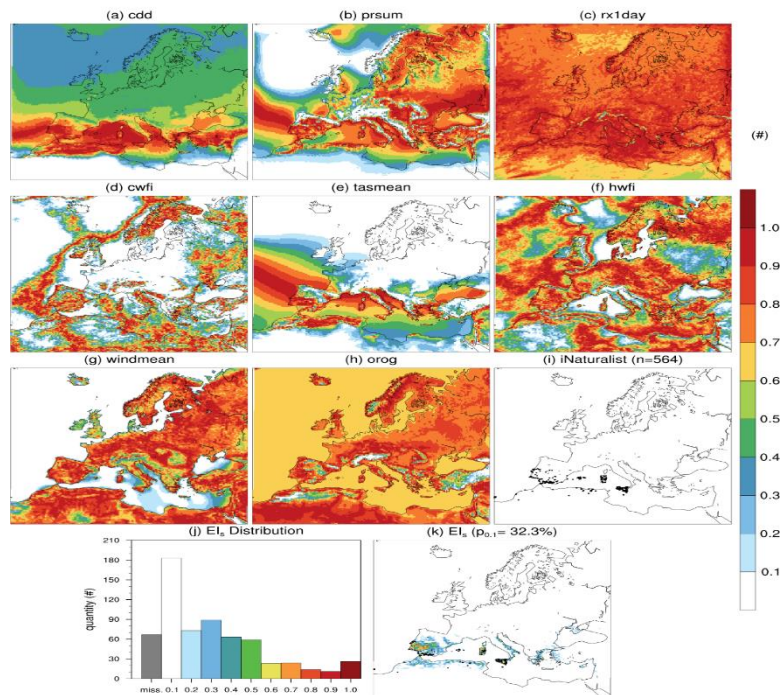 (a) cdd
(b) prsum
(c) rx1day
(#)
(d) cwfi
(e) tasmean
(f) hwfi
1.0
0.9
0.8
0.7
0.6
0.5
0.4
0.3
0.2
0.1
(g) windmean
(h) orog
(i) iNaturalist (n=564)
(j) EIs Distribution
(k) EIs (p0.1= 32.3%)
quantity (#)
210
180
150
120
90
60
30
0
miss. 0.1 0.2 0.3 0.4 0.5 0.6 0.7 0.8 0.9 1.0